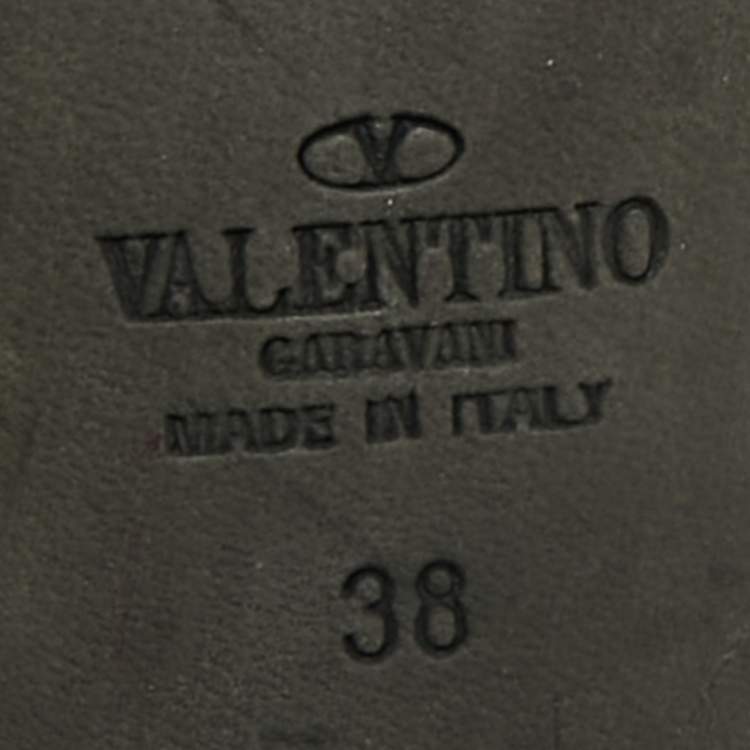 V
VALENTINO
GARAVANI
MADE IN ITALY
38